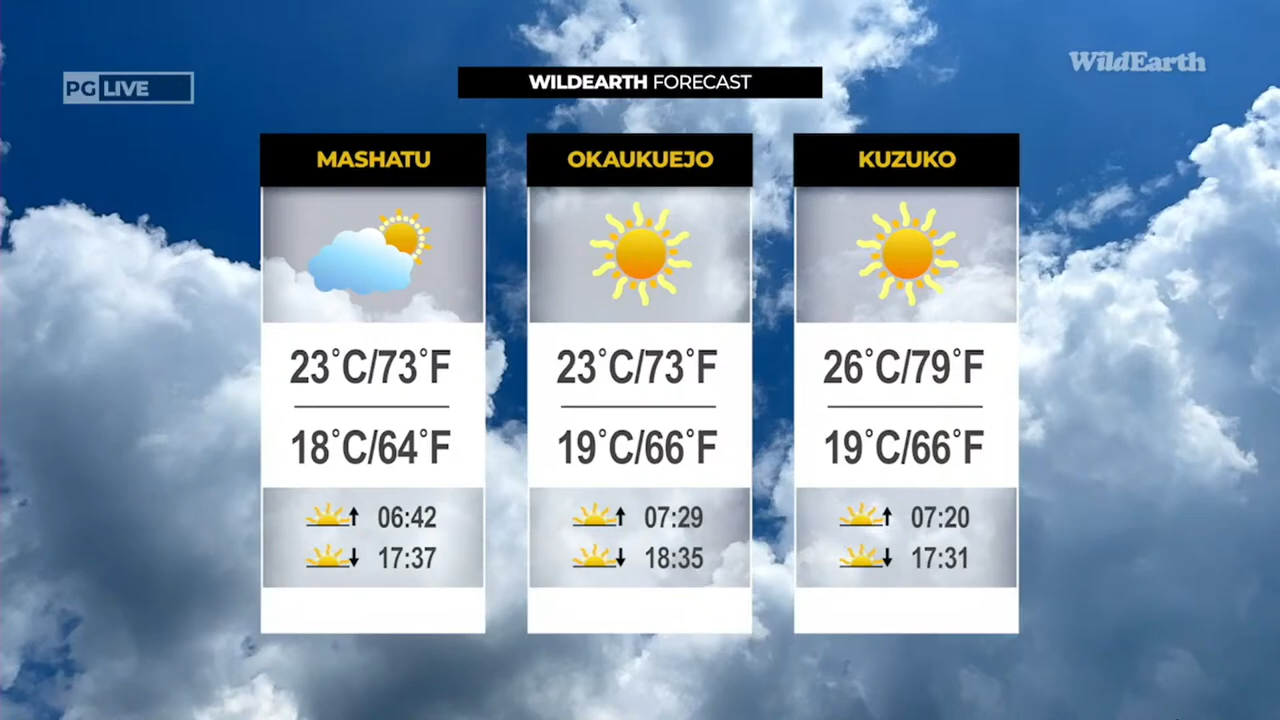 PG LIVE
WildEarth
WILDEARTH FORECAST
MASHATU
23°C/73°F
18°C/64°F
06:42
17:37
OKAUKUEJO
23°C/73°F
19°C/66°F
07:29
18:35
KUZUKO
26°C/79°F
19°C/66°F
07:20
17:31